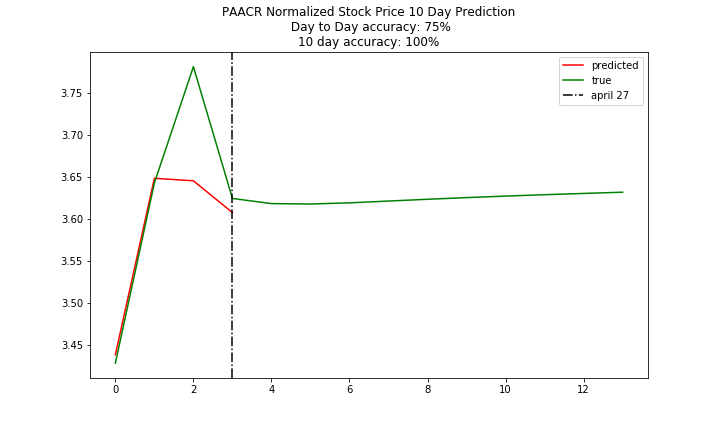 PAACR Normalized Stock Price 10 Day Prediction
Day to Day accuracy: 75%
10 day accuracy: 100%
predicted
true
april 27
3.75
3.70
3.65
3.60
3.55
3.50
3.45
0 2 4 6 8 10 12